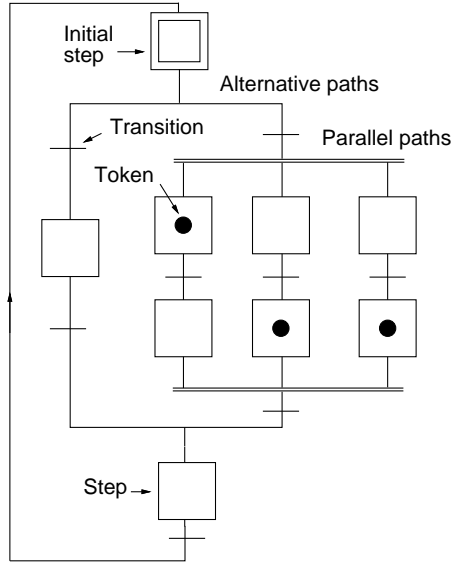 Initial
step
Alternative paths
Transition
Parallel paths
Token
Step